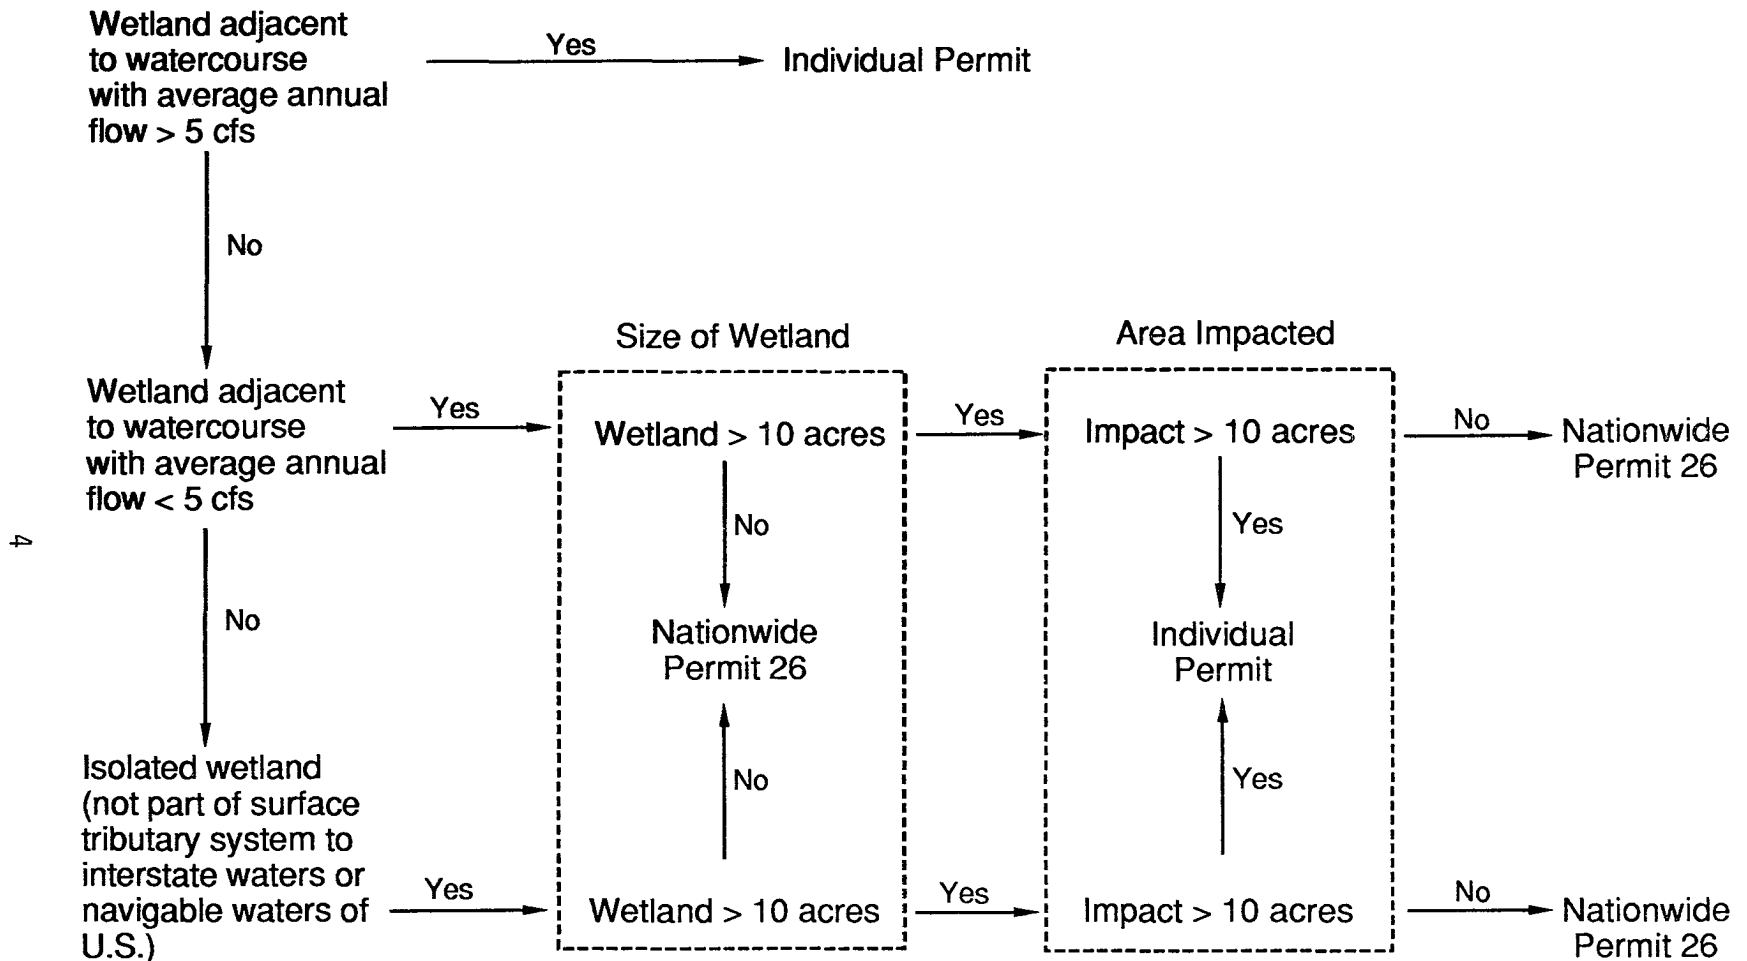 Wetland adjacent
to watercourse
with average annual
flow > 5 cfs
Yes
Individual Permit
No
Size of Wetland
Area Impacted
Wetland adjacent
to watercourse
with average annual
flow < 5 cfs
Yes
Wetland > 10 acres
Yes
Impact > 10 acres
No
Nationwide
Permit 26
No
Yes
4
No
Nationwide
Permit 26
Individual
Permit
No
Yes
Isolated wetland
(not part of surface
tributary system to
interstate waters or
navigable waters of
U.S.)
Yes
Wetland > 10 acres
Yes
Impact > 10 acres
No
Nationwide
Permit 26